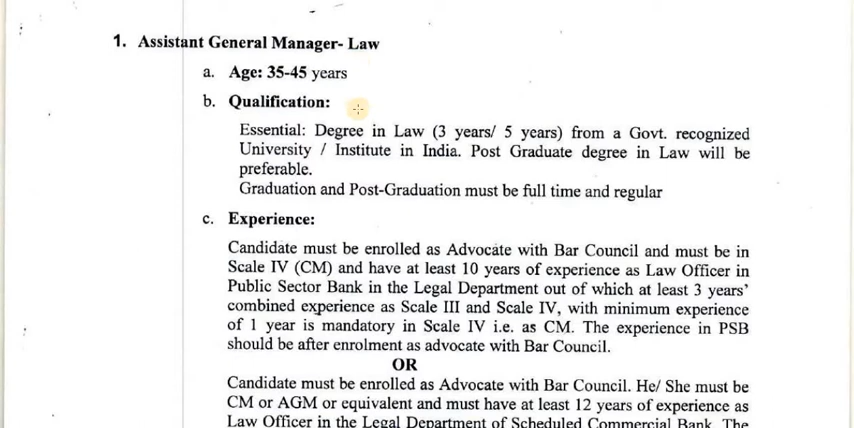 1. Assistant General Manager- Law
a. Age: 35-45 years
b. Qualification:
Essential: Degree in Law (3 years/ 5 years) from a Govt. recognized
University / Institute in India. Post Graduate degree in Law will be
preferable.
Graduation and Post-Graduation must be full time and regular
c. Experience:
Candidate must be enrolled as Advocate with Bar Council and must be in
Scale IV (CM) and have at least 10 years of experience as Law Officer in
Public Sector Bank in the Legal Department out of which at least 3 years'
combined experience as Scale III and Scale IV, with minimum experience
of 1 year is mandatory in Scale IV i.e. as CM. The experience in PSB
should be after enrolment as advocate with Bar Council.
OR
Candidate must be enrolled as Advocate with Bar Council. He/ She must be
CM or AGM or equivalent and must have at least 12 years of experience as
Law Officer in the Legal Department of Scheduled Commercial Bank. The